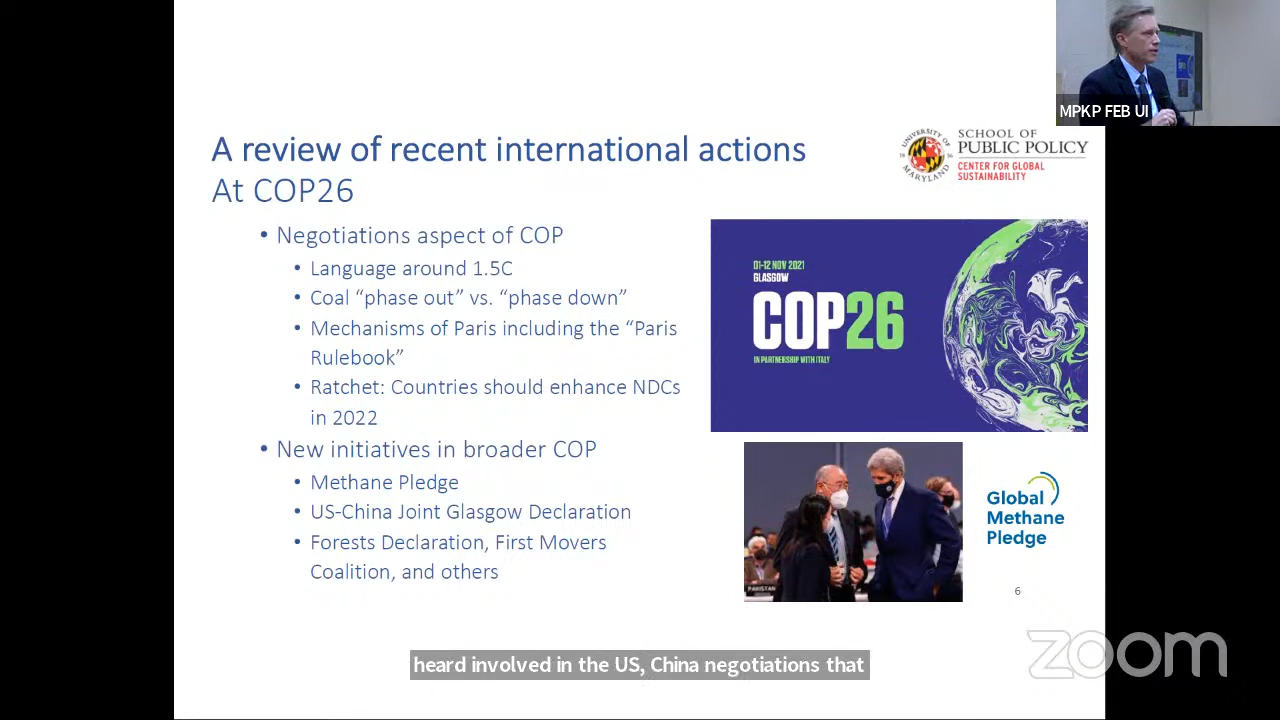 MPKP FEB UI
A review of recent international actions
At COP26
UNIVERSITY OF
MARYLAND
18 56
SCHOOL OF
PUBLIC POLICY
CENTER FOR GLOBAL
SUSTAINABILITY
• Negotiations aspect of COP
• Language around 1.5C
• Coal “phase out” vs. “phase down”
• Mechanisms of Paris including the “Paris
Rulebook”
• Ratchet: Countries should enhance NDCs
in 2022
• New initiatives in broader COP
• Methane Pledge
• US-China Joint Glasgow Declaration
• Forests Declaration, First Movers
Coalition, and others
01-12 NOV 2021
GLASGOW
COP26
IN PARTNERSHIP WITH ITALY
PAKISTAN
Global
Methane
Pledge
6
zoom
heard involved in the US, China negotiations that